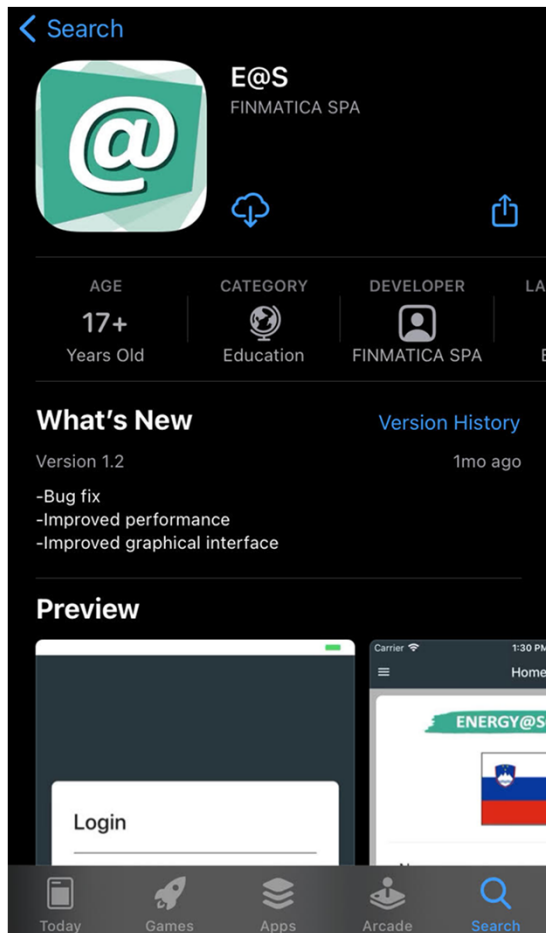 Search
@
E@S
FINMATICA SPA
AGE
17+
Years Old
CATEGORY
Education
DEVELOPER
FINMATICA SPA
LA
E
What's New
Version History
Version 1.2
1mo ago
-Bug fix
-Improved performance
-Improved graphical interface
Preview
Login
Carrier
1:30 PM
Home
ENERGY@S
Today
Games
Apps
Arcade
Search